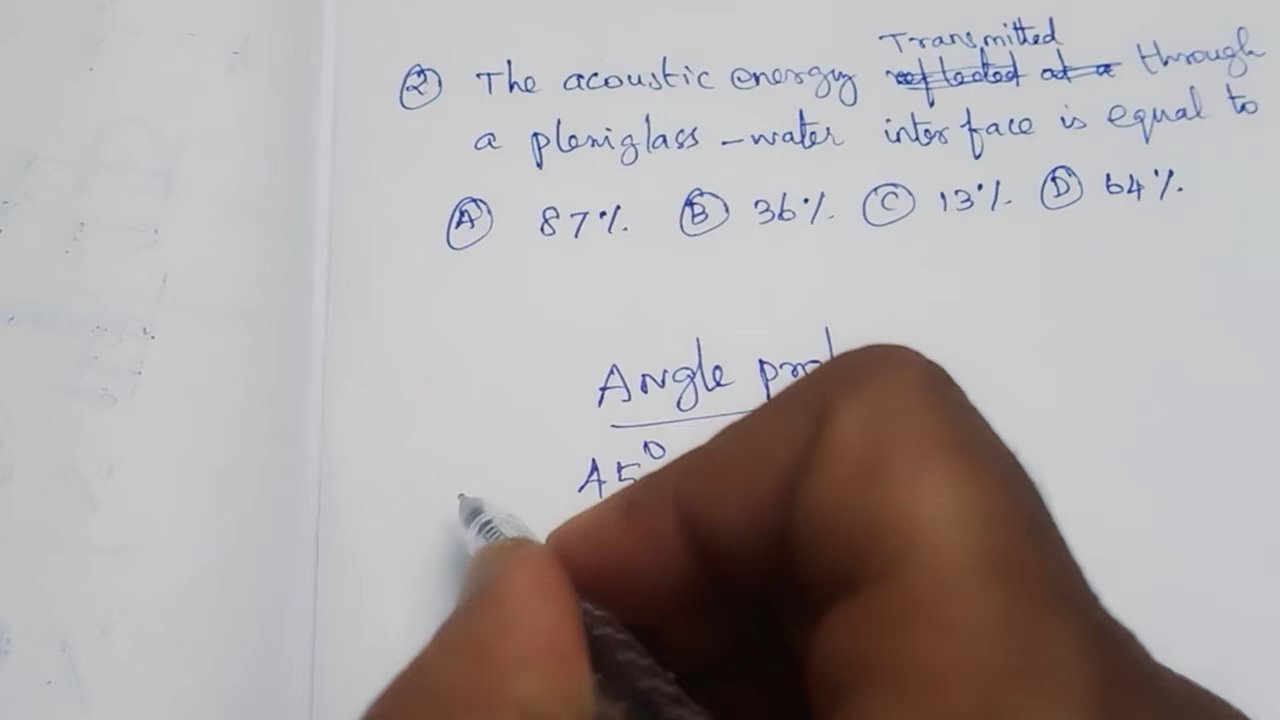 Transmitted
② The acoustic energy reflected at a through
a plexiglass - water interface is equal to
Ⓐ 87% Ⓑ 36% Ⓒ 13% Ⓓ 64%
Angle
45°